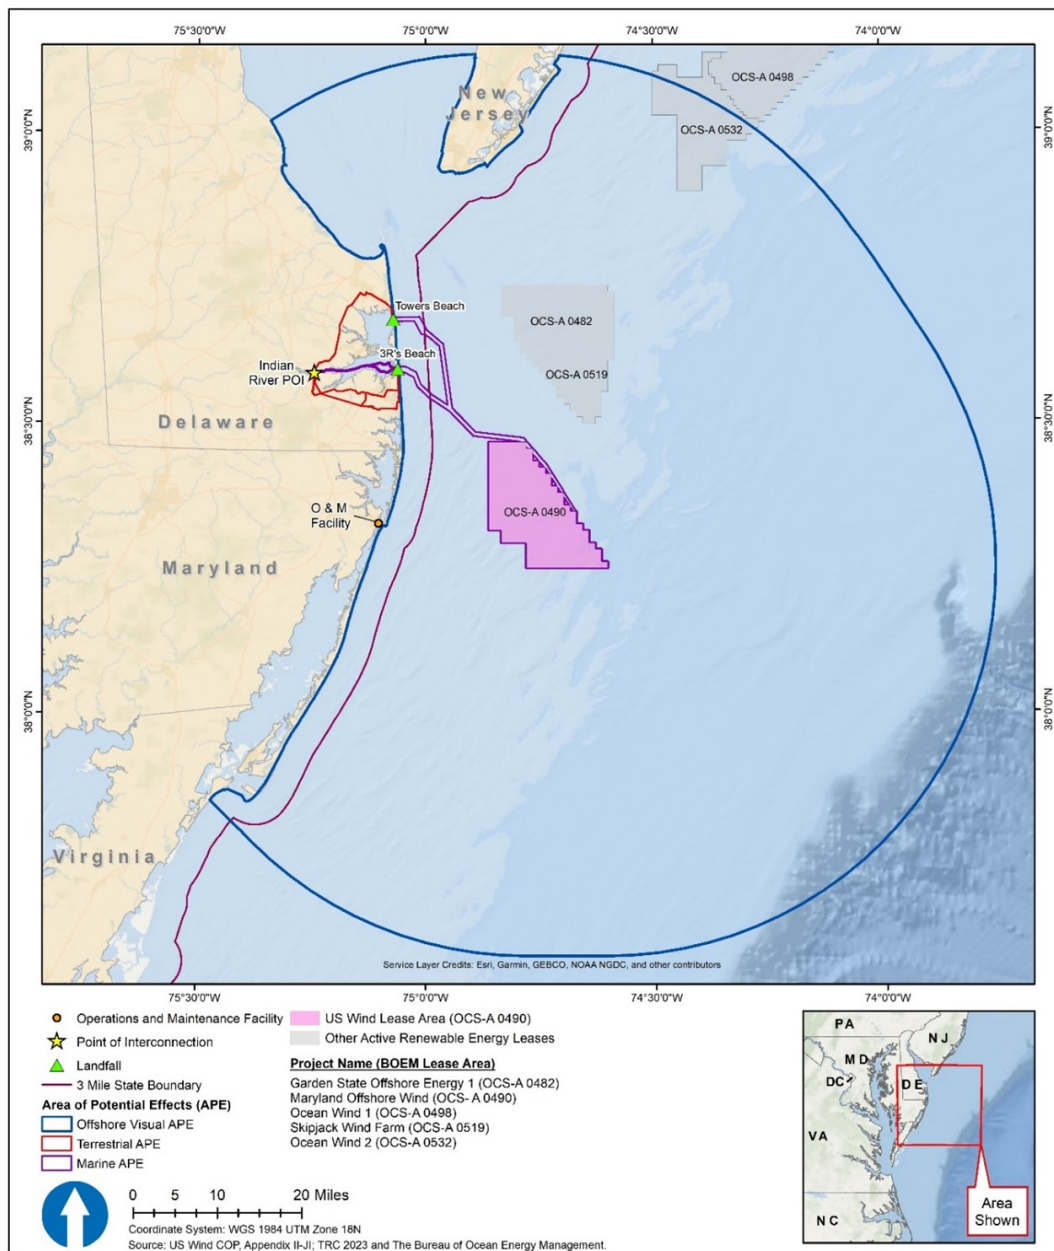 75°30'0"W
75°0'0"W
74°30'0"W
74°0'0"W
39°0'0"N
39°0'0"N
New
Jersey
OCS-A 0498
OCS-A 0532
Towers Beach
OCS-A 0482
3R's Beach
Indian
River POI
OCS-A 0519
38°30'0"N
38°30'0"N
Delaware
O & M
Facility
OCS-A 0490
Maryland
38°0'0"N
38°0'0"N
Virginia
Service Layer Credits: Esri, Garmin, GEBCO, NOAA NGDC, and other contributors
75°30'0"W
75°0'0"W
74°30'0"W
74°0'0"W
Operations and Maintenance Facility
Point of Interconnection
Landfall
3 Mile State Boundary
Area of Potential Effects (APE)
Offshore Visual APE
Terrestrial APE
Marine APE
US Wind Lease Area (OCS-A 0490)
Other Active Renewable Energy Leases
Project Name (BOEM Lease Area)
Garden State Offshore Energy 1 (OCS-A 0482)
Maryland Offshore Wind (OCS- A 0490)
Ocean Wind 1 (OCS-A 0498)
Skipjack Wind Farm (OCS-A 0519)
Ocean Wind 2 (OCS-A 0532)
0 5 10 20 Miles
Coordinate System: WGS 1984 UTM Zone 18N
Source: US Wind COP, Appendix II-JI; TRC 2023 and The Bureau of Ocean Energy Management.
PA
NJ
MD
DC
DE
VA
NC
Area
Shown